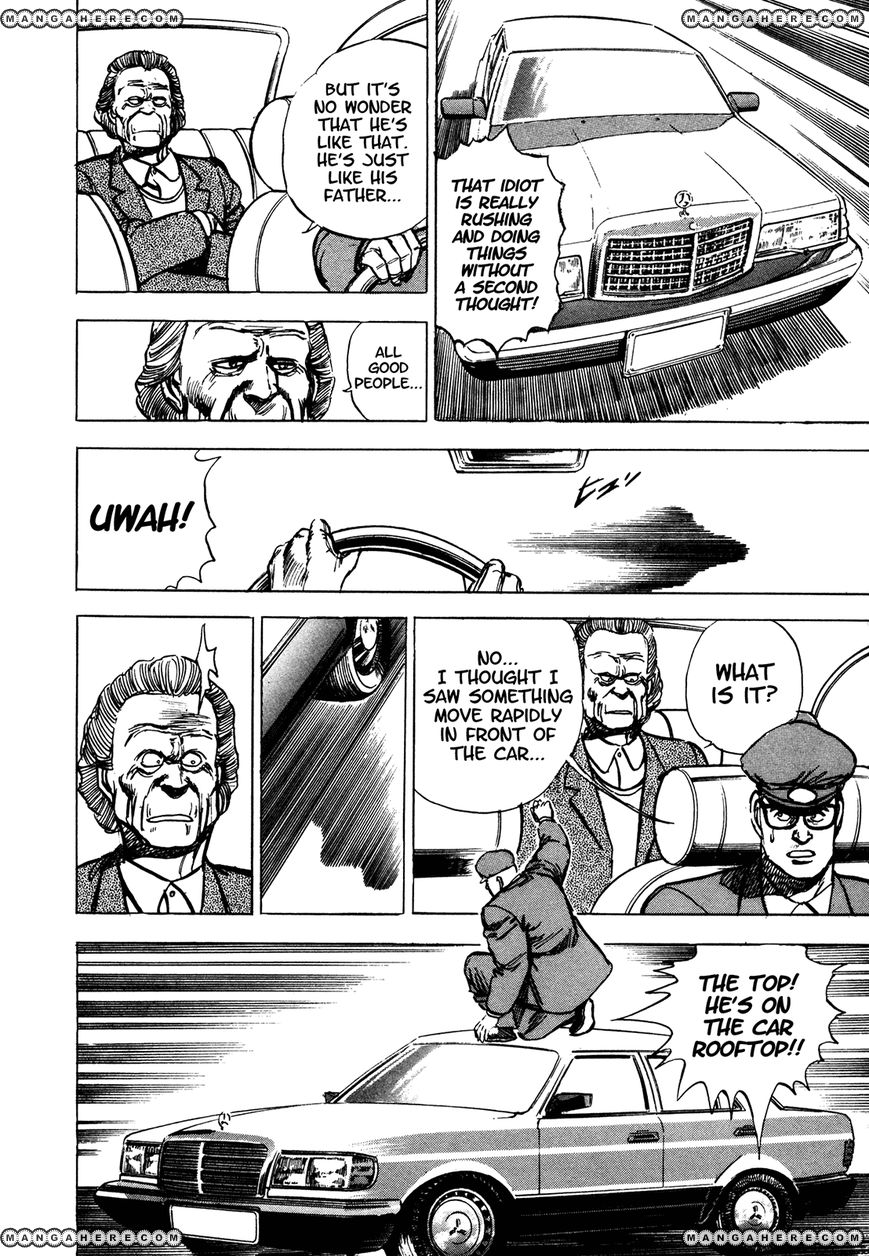 MANGAHERE.COM
MANGAHERE.COM
THAT IDIOT
IS REALLY
RUSHING
AND DOING
THINGS
WITHOUT
A SECOND
THOUGHT!
BUT IT'S
NO WONDER
THAT HE'S
LIKE THAT.
HE'S JUST
LIKE HIS
FATHER...
ALL
GOOD
PEOPLE...
ヒュッ
UWAH!
WHAT
IS IT?
NO...
I THOUGHT I
SAW SOMETHING
MOVE RAPIDLY
IN FRONT OF
THE CAR...
THE TOP!
HE'S ON
THE CAR
ROOFTOP!!
MANGAHERE.COM
MANGAHERE.COM